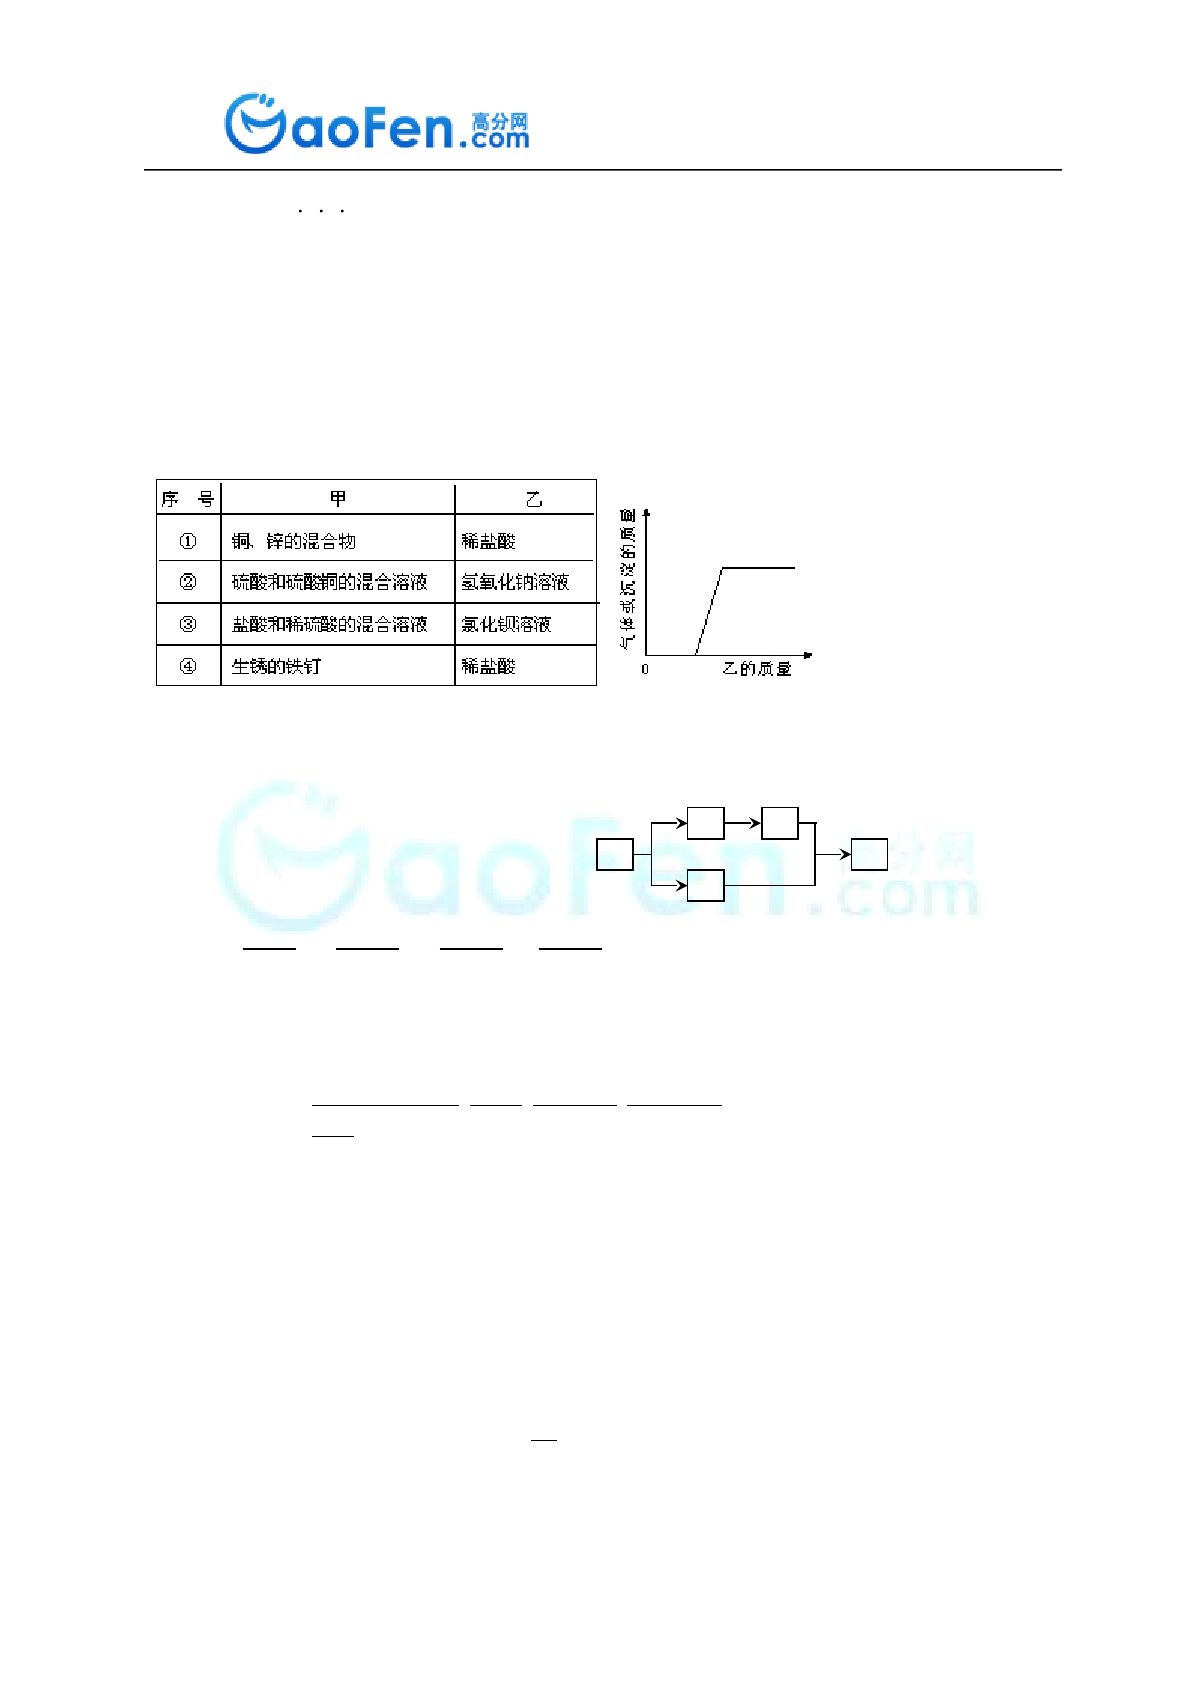 GaoFen.com 高分网
序 号 甲 乙
① 铜、锌的混合物 稀盐酸
② 硫酸和硫酸铜的混合溶液 氢氧化钠溶液
③ 盐酸和稀硫酸的混合溶液 氯化钡溶液
④ 生锈的铁钉 稀盐酸
气体或沉淀的质量
0 乙的质量
GaoFen.com 高分网